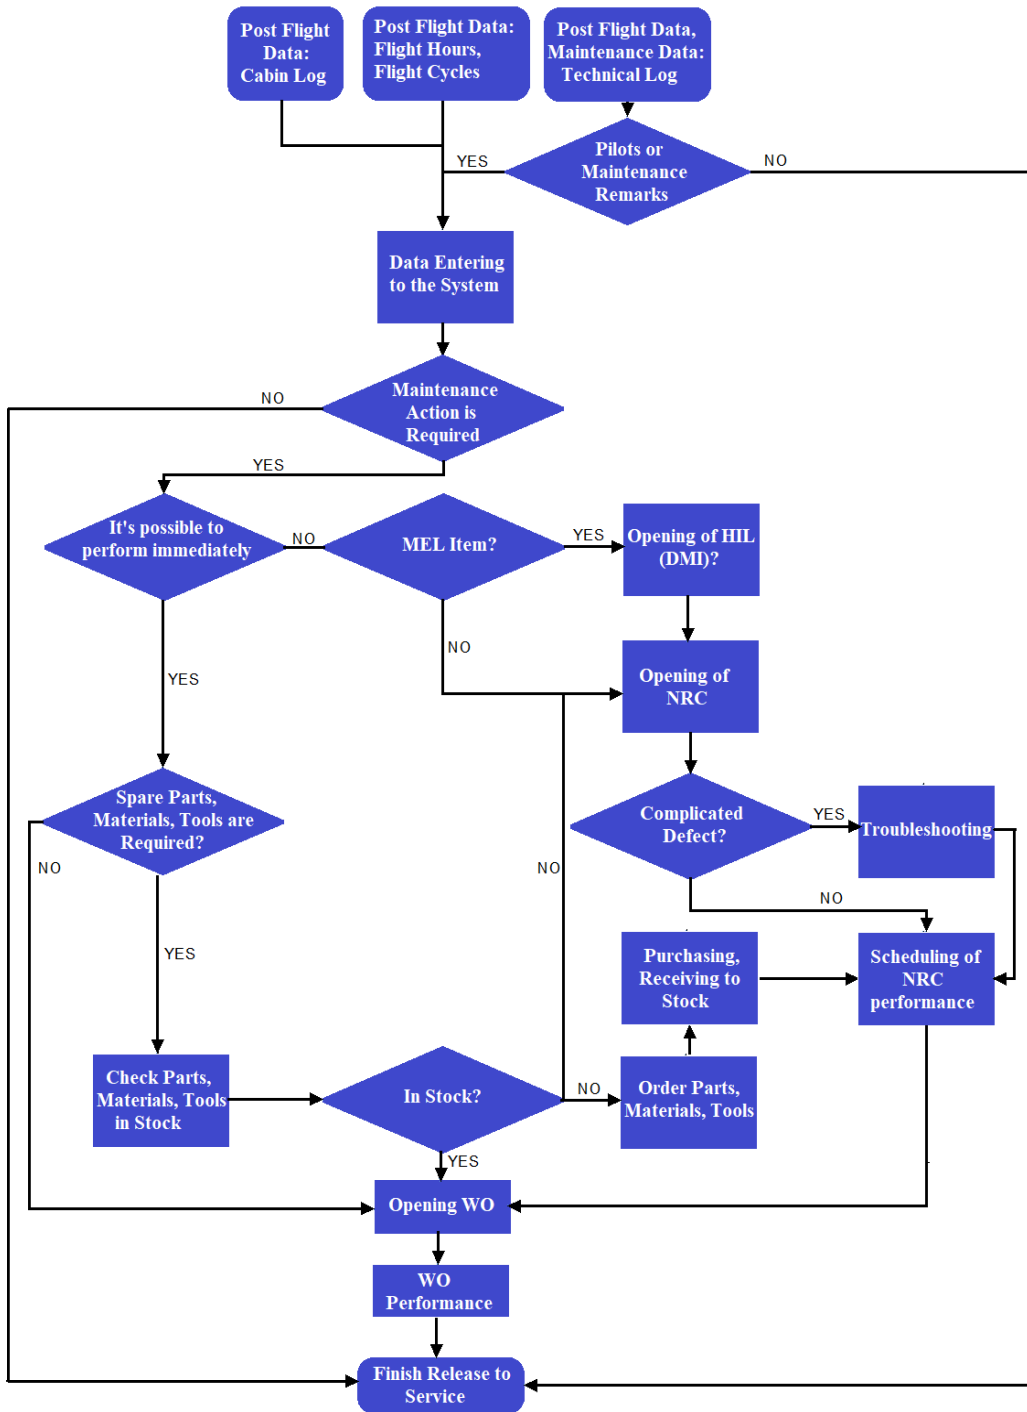 Post Flight
Data:
Cabin Log
Post Flight Data:
Flight Hours,
Flight Cycles
Post Flight Data,
Maintenance Data:
Technical Log
Pilots or
Maintenance
Remarks
YES
NO
Data Entering
to the System
Maintenance
Action is
Required
NO
YES
It's possible to
perform immediately
NO
MEL Item?
YES
Opening of HIL
(DMI)?
NO
Opening of
NRC
YES
Spare Parts,
Materials, Tools are
Required?
NO
Complicated
Defect?
YES
Troubleshooting
NO
NO
YES
Purchasing,
Receiving to
Stock
Scheduling of
NRC
performance
Check Parts,
Materials, Tools
in Stock
In Stock?
NO
Order Parts,
Materials, Tools
YES
Opening WO
WO
Performance
Finish Release to
Service